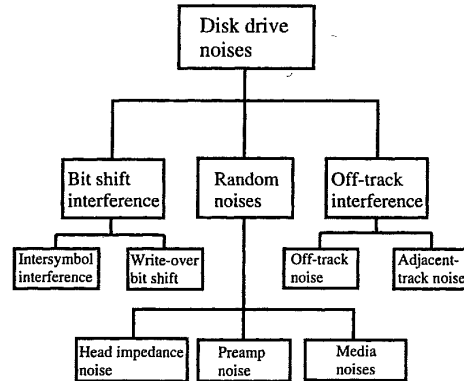 Disk drive
noises
Bit shift
interference
Random
noises
Off-track
interference
Intersymbol
interference
Write-over
bit shift
Off-track
noise
Adjacent-
track noise
Head impedance
noise
Preamp
noise
Media
noises